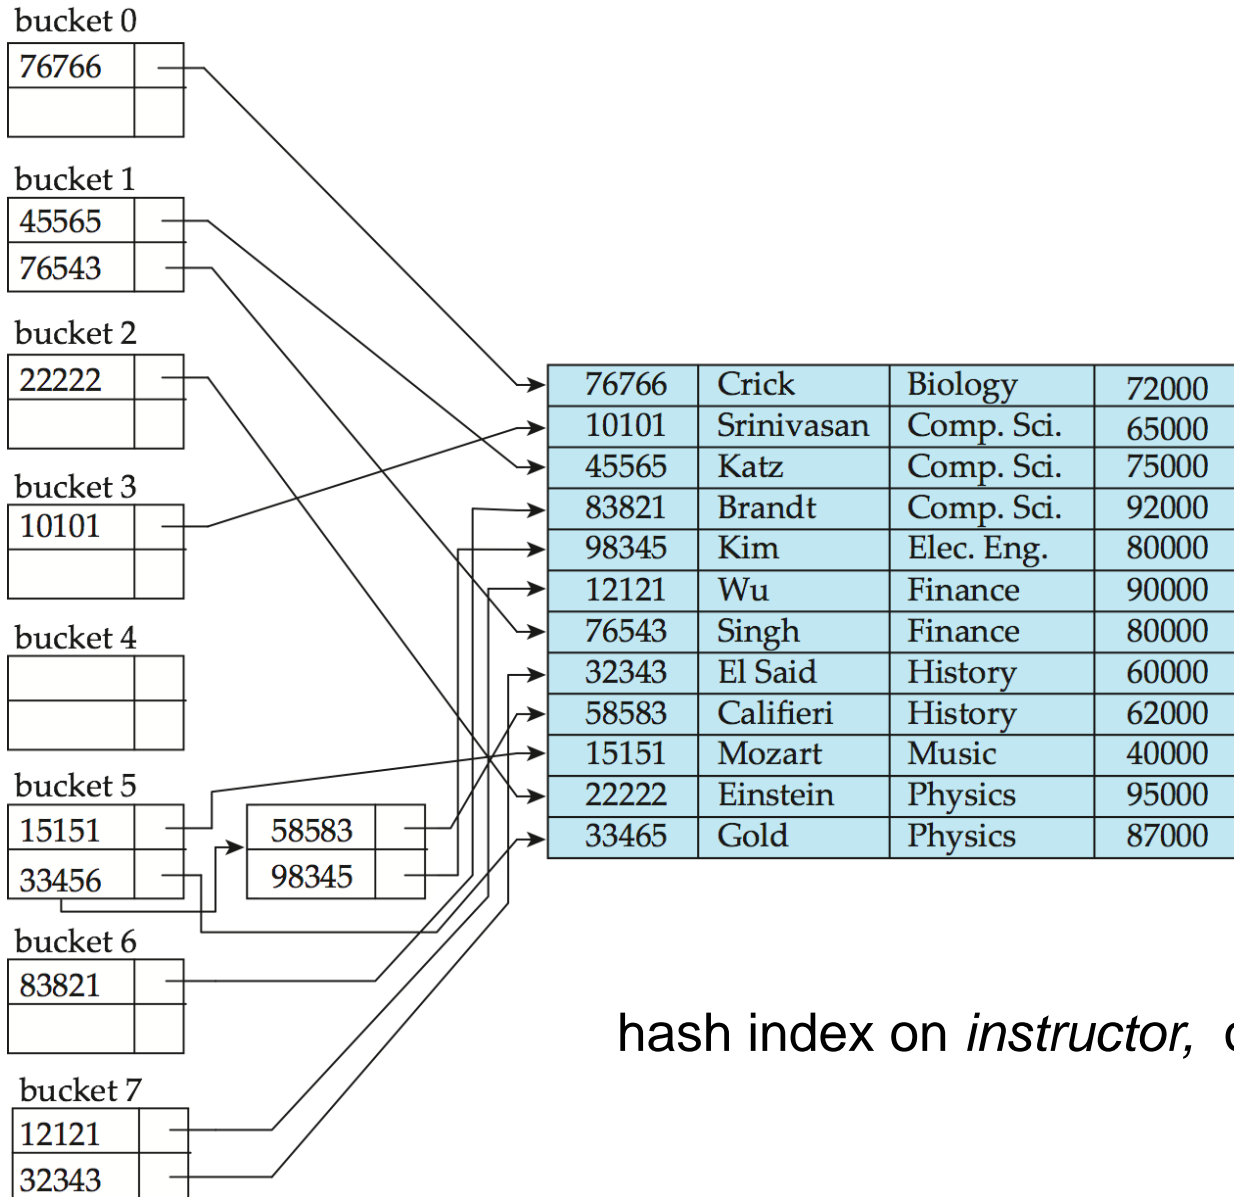 bucket 0
76766
bucket 1
45565
76543
bucket 2
22222
bucket 3
10101
bucket 4
bucket 5
15151
33456
58583
98345
bucket 6
83821
bucket 7
12121
32343
76766 Crick Biology 72000
10101 Srinivasan Comp. Sci. 65000
45565 Katz Comp. Sci. 75000
83821 Brandt Comp. Sci. 92000
98345 Kim Elec. Eng. 80000
12121 Wu Finance 90000
76543 Singh Finance 80000
32343 El Said History 60000
58583 Califieri History 62000
15151 Mozart Music 40000
22222 Einstein Physics 95000
33465 Gold Physics 87000
hash index on instructor,